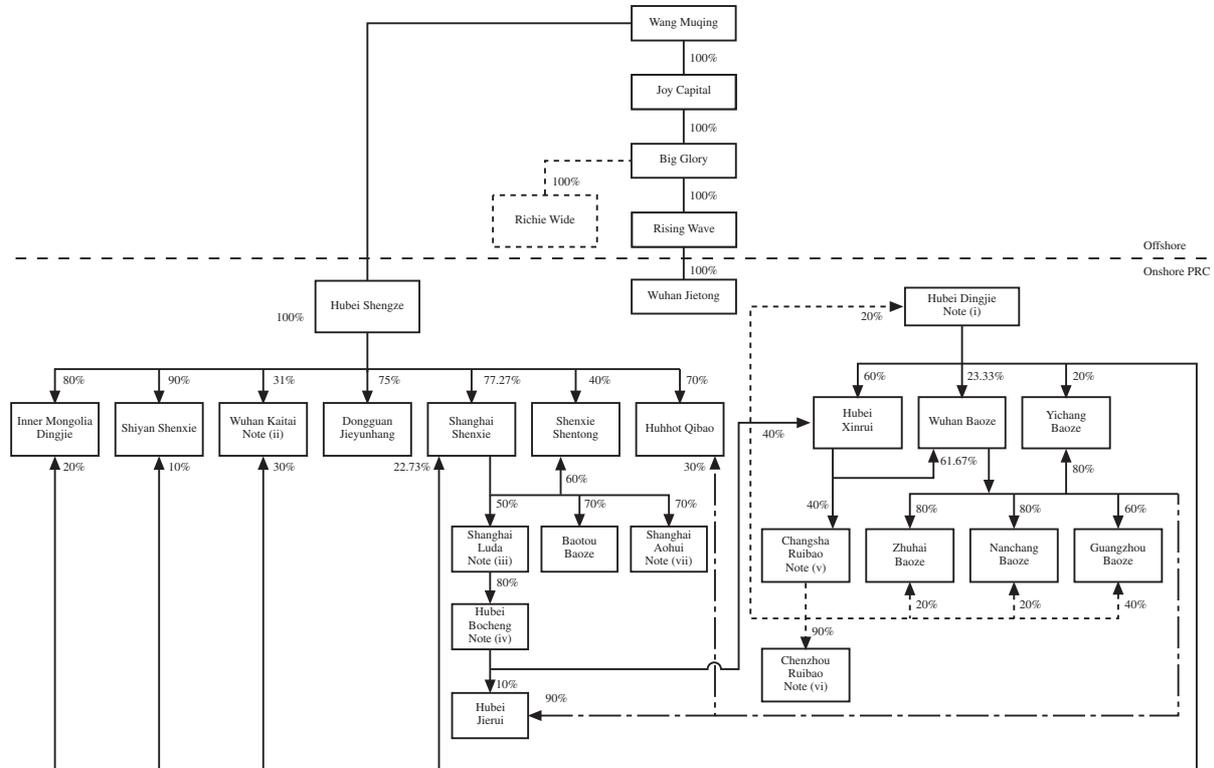 Wang Muqing
100%
Joy Capital
100%
Big Glory
100%
100%
Richie Wide
Rising Wave
Offshore
100%
Onshore PRC
Wuhan Jietong
Hubei Shengze
100%
Hubei Dingjie
Note (i)
20%
80%
90%
31%
75%
77.27%
40%
70%
60%
23.33%
20%
Inner Mongolia
Dingjie
Shiyan Shenxie
Wuhan Kaitai
Note (ii)
Dongguan
Jieyunhang
Shanghai
Shenxie
Shenxie
Shentong
Huhhot Qibao
Hubei
Xinrui
Wuhan Baoze
Yichang
Baoze
40%
20%
10%
30%
22.73%
60%
30%
61.67%
80%
50%
70%
70%
40%
80%
80%
60%
Shanghai
Luda
Note (iii)
Baotou
Baoze
Shanghai
Aohui
Note (vii)
Changsha
Ruibao
Note (v)
Zhuhai
Baoze
Nanchang
Baoze
Guangzhou
Baoze
80%
20%
20%
40%
Hubei
Bocheng
Note (iv)
90%
Chenzhou
Ruibao
Note (vi)
10%
90%
Hubei
Jierui